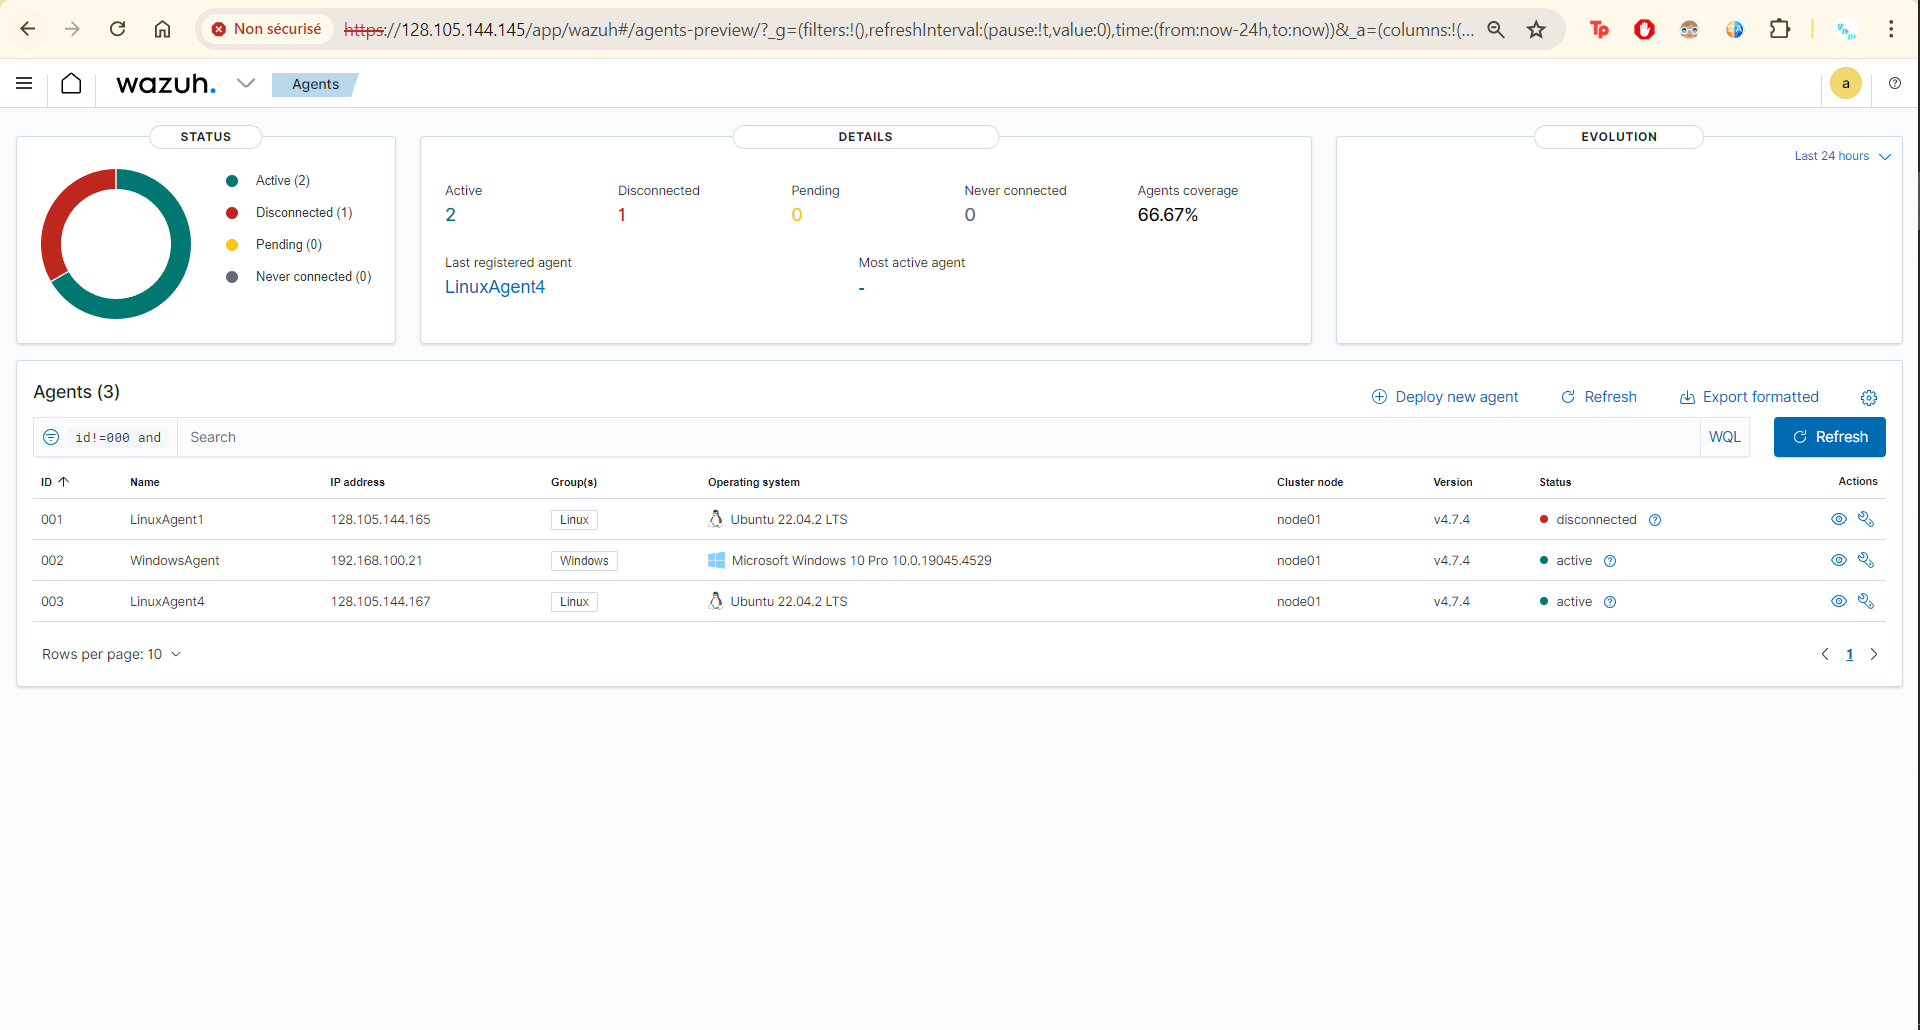 Non sécurisé https://128.105.144.145/app/wazuh#/agents-preview/?_g=(filters:!(),refreshInterval:(pause:!t,value:0),time:(from:now-24h,to:now))&_a=(columns:!(...
Tp
wazuh. Agents a
STATUS
Active (2)
Disconnected (1)
Pending (0)
Never connected (0)
DETAILS
Active Disconnected Pending Never connected Agents coverage
2 1 0 0 66.67%
Last registered agent Most active agent
LinuxAgent4 -
EVOLUTION
Last 24 hours
Agents (3) Deploy new agent Refresh Export formatted
id!=000 and Search WQL Refresh
ID Name IP address Group(s) Operating system Cluster node Version Status Actions
001 LinuxAgent1 128.105.144.165 Linux Ubuntu 22.04.2 LTS node01 v4.7.4 disconnected
002 WindowsAgent 192.168.100.21 Windows Microsoft Windows 10 Pro 10.0.19045.4529 node01 v4.7.4 active
003 LinuxAgent4 128.105.144.167 Linux Ubuntu 22.04.2 LTS node01 v4.7.4 active
Rows per page: 10 1